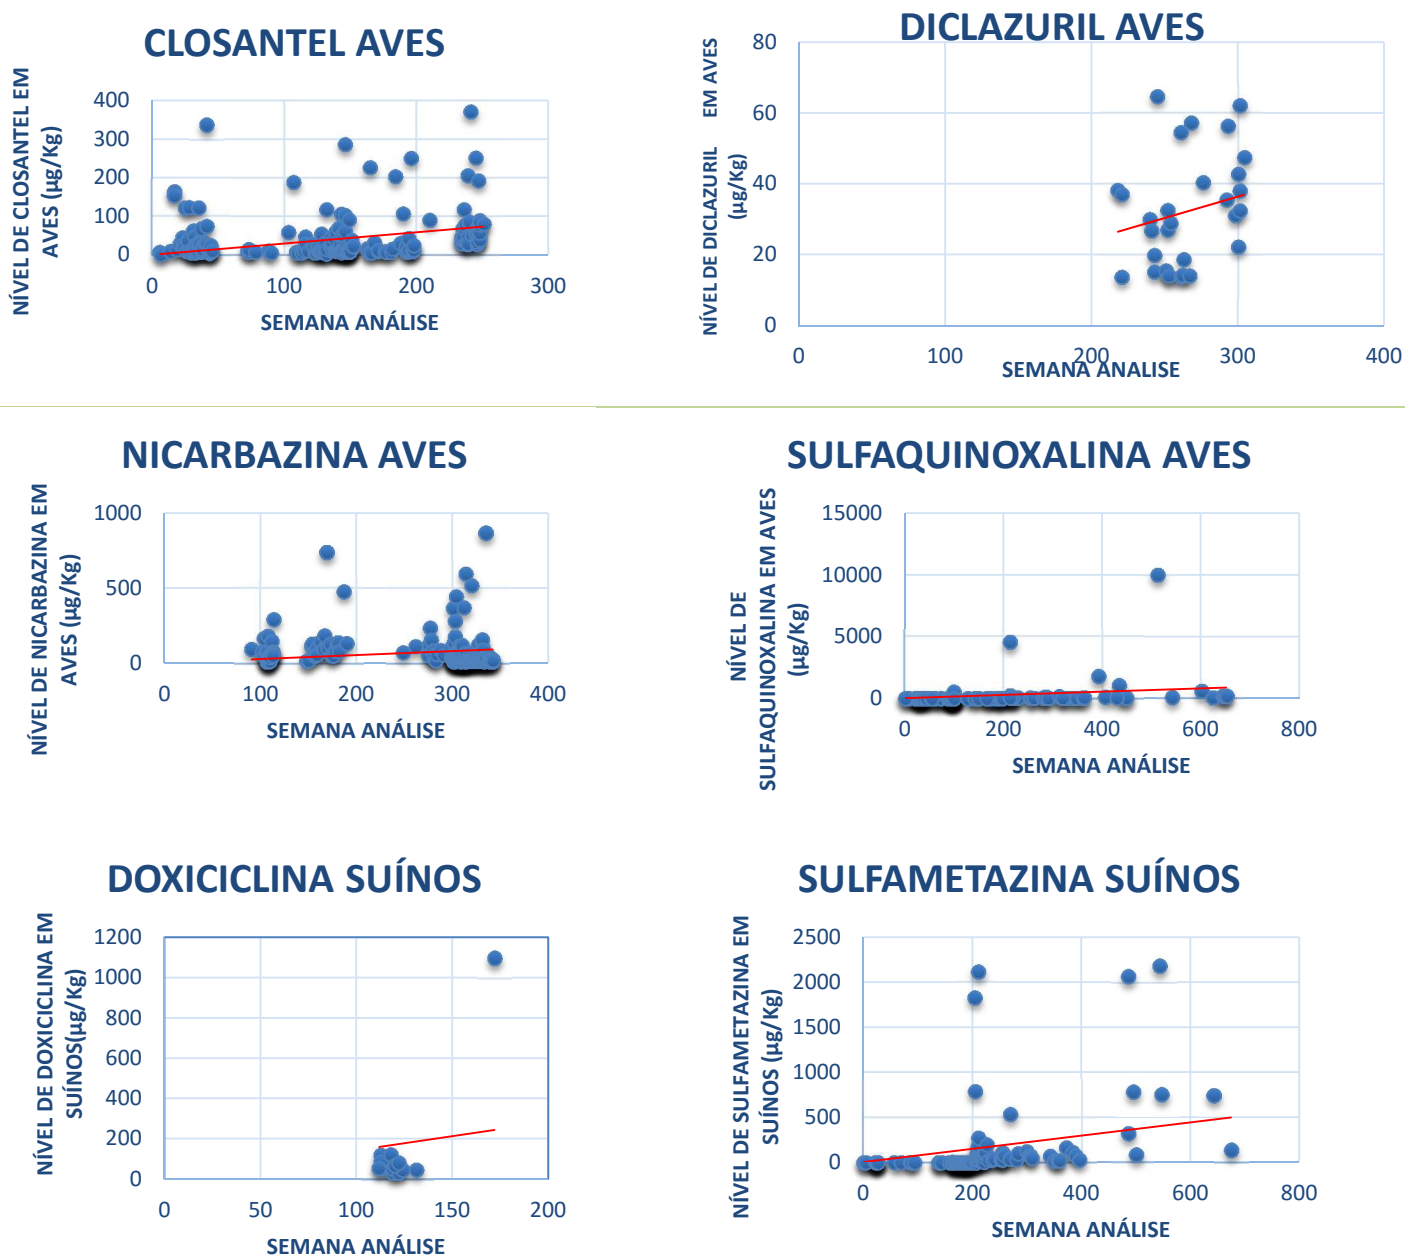 CLOSANTEL AVES
NÍVEL DE CLOSANTEL EM
AVES (µg/Kg)
400
300
200
100
0
0 100 200 300
SEMANA ANÁLISE
DICLAZURIL AVES
NÍVEL DE DICLAZURIL EM AVES
(µg/Kg)
80
60
40
20
0
0 100 200 300 400
SEMANA ANALISE
NICARBAZINA AVES
NÍVEL DE NICARBAZINA EM
AVES (µg/Kg)
1000
500
0
0 100 200 300 400
SEMANA ANÁLISE
SULFAQUINOXALINA AVES
NÍVEL DE
SULFAQUINOXALINA EM AVES
(µg/Kg)
15000
10000
5000
0
0 200 400 600 800
SEMANA ANÁLISE
DOXICICLINA SUÍNOS
NÍVEL DE DOXICICLINA EM
SUÍNOS(µg/Kg)
1200
1000
800
600
400
200
0
0 50 100 150 200
SEMANA ANÁLISE
SULFAMETAZINA SUÍNOS
NÍVEL DE SULFAMETAZINA EM
SUÍNOS (µg/Kg)
2500
2000
1500
1000
500
0
0 200 400 600 800
SEMANA ANÁLISE